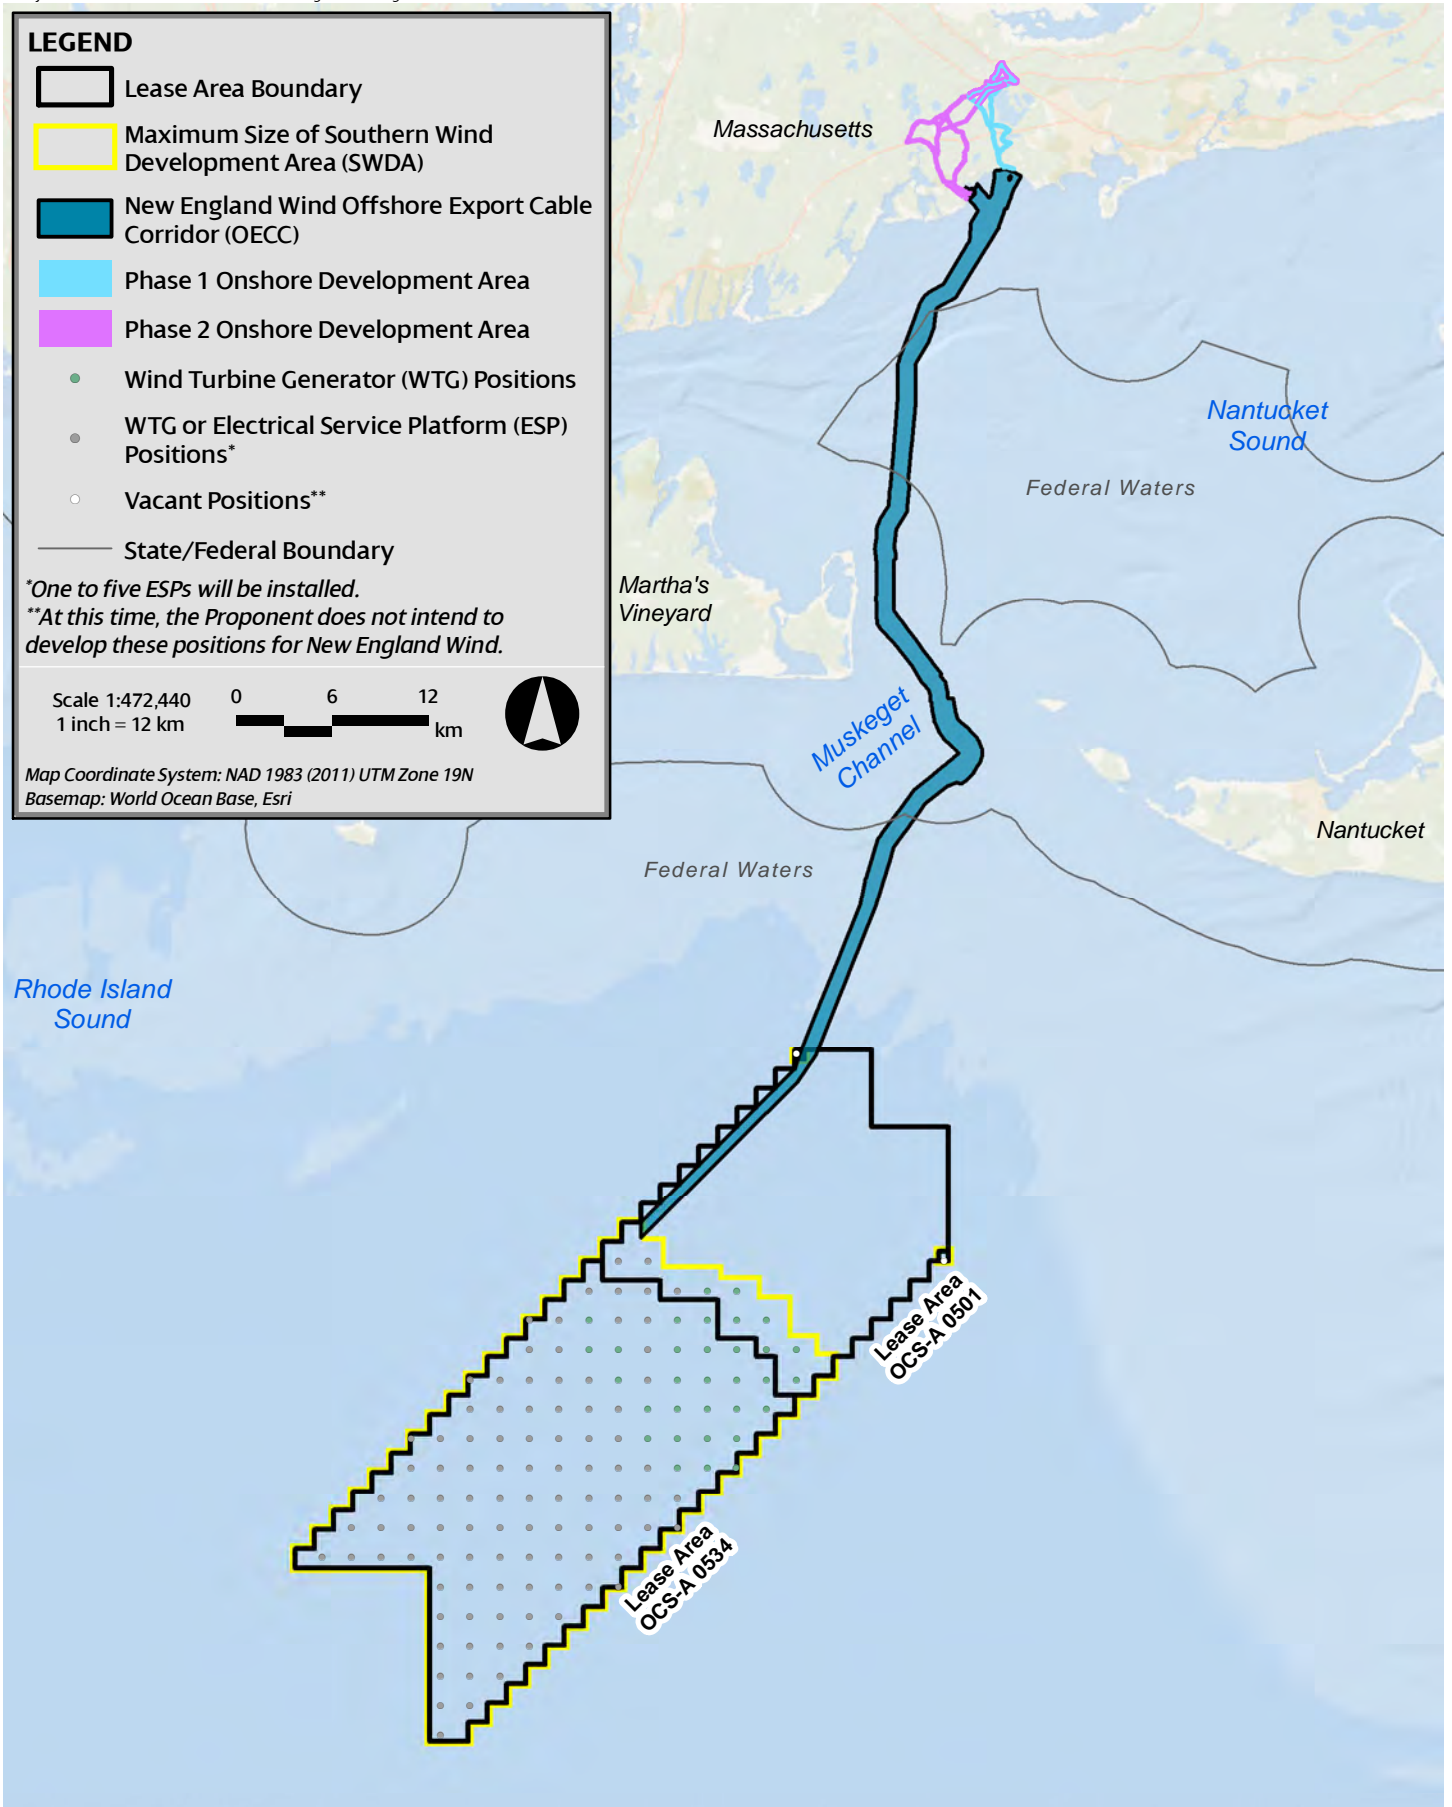 LEGEND
Lease Area Boundary
Maximum Size of Southern Wind
Development Area (SWDA)
New England Wind Offshore Export Cable
Corridor (OECC)
Phase 1 Onshore Development Area
Phase 2 Onshore Development Area
Wind Turbine Generator (WTG) Positions
WTG or Electrical Service Platform (ESP)
Positions*
Vacant Positions**
State/Federal Boundary
*One to five ESPs will be installed.
**At this time, the Proponent does not intend to
develop these positions for New England Wind.
Scale 1:472,440
1 inch = 12 km
0 6 12
km
Map Coordinate System: NAD 1983 (2011) UTM Zone 19N
Basemap: World Ocean Base, Esri
Massachusetts
Nantucket
Sound
Federal Waters
Martha's
Vineyard
Muskeget
Channel
Nantucket
Federal Waters
Rhode Island
Sound
Lease Area
OCS-A 0501
Lease Area
OCS-A 0534